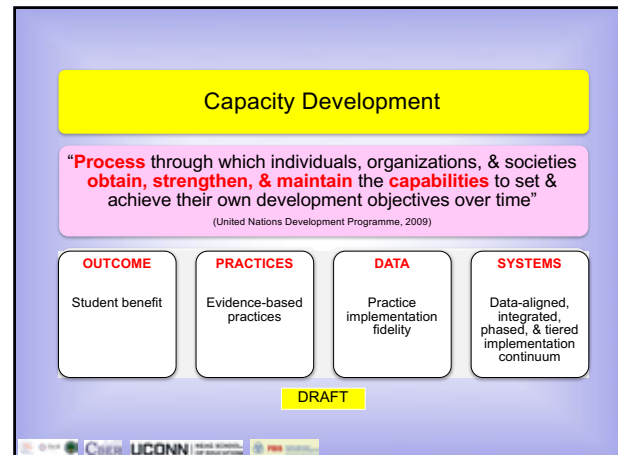 Capacity Development
“Process through which individuals, organizations, & societies
obtain, strengthen, & maintain the capabilities to set &
achieve their own development objectives over time”
(United Nations Development Programme, 2009)
OUTCOME
Student benefit
PRACTICES
Evidence-based
practices
DATA
Practice
implementation
fidelity
SYSTEMS
Data-aligned,
integrated,
phased, & tiered
implementation
continuum
DRAFT
CBER
UCONN
PBIS